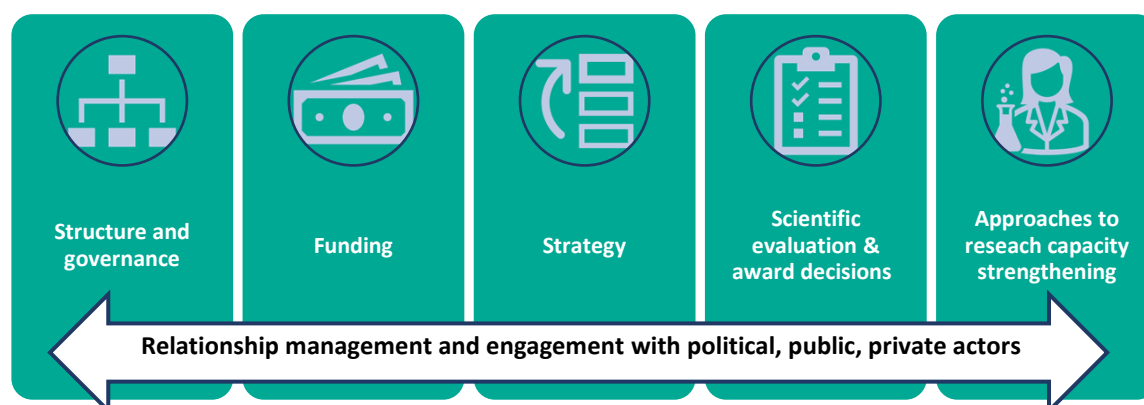 Structure and
governance
Funding
Strategy
Scientific
evaluation &
award decisions
Approaches to
reseach capacity
strengthening
Relationship management and engagement with political, public, private actors